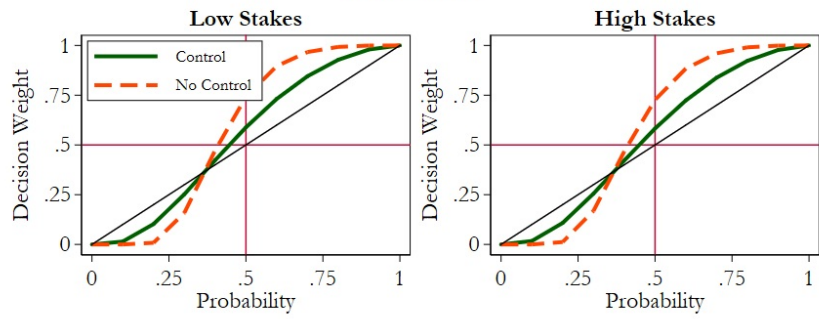 Low Stakes
Decision Weight
1
.75
.5
.25
0
Control
No Control
0
.25
.5
.75
1
Probability
High Stakes
Decision Weight
1
.75
.5
.25
0
0
.25
.5
.75
1
Probability